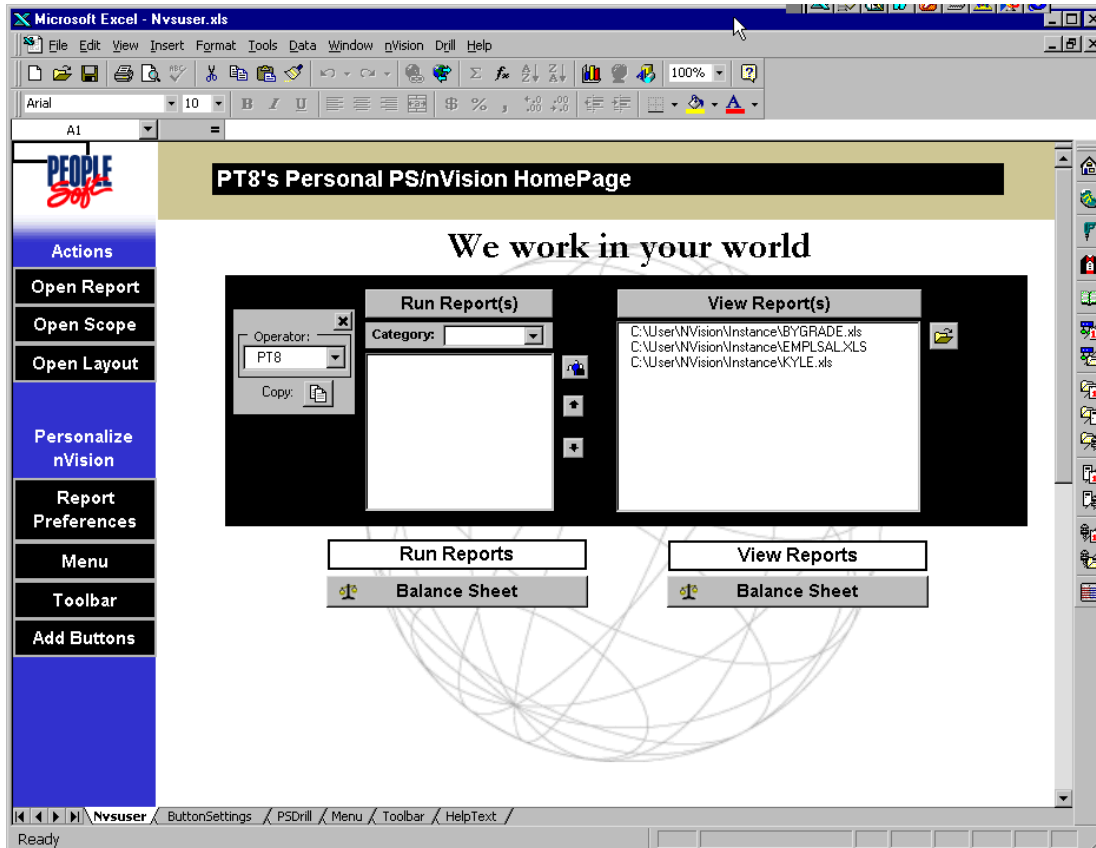 Microsoft Excel - Nvsuser.xls
File Edit View Insert Format Tools Data Window nVision Drill Help
100%
Arial 10 B I U $ % ,
A1 =
PEOPLE
Soft
PT8's Personal PS/nVision HomePage
We work in your world
Actions
Open Report
Open Scope
Open Layout
Personalize
nVision
Report
Preferences
Menu
Toolbar
Add Buttons
Operator:
PT8
Copy:
Run Report(s)
Category:
View Report(s)
C:\User\NVision\Instance\BYGRADE.xls
C:\User\NVision\Instance\EMPLSAL.XLS
C:\User\NVision\Instance\KYLE.xls
Run Reports
View Reports
Balance Sheet
Balance Sheet
Nvsuser ButtonSettings PSDrill Menu Toolbar HelpText
Ready